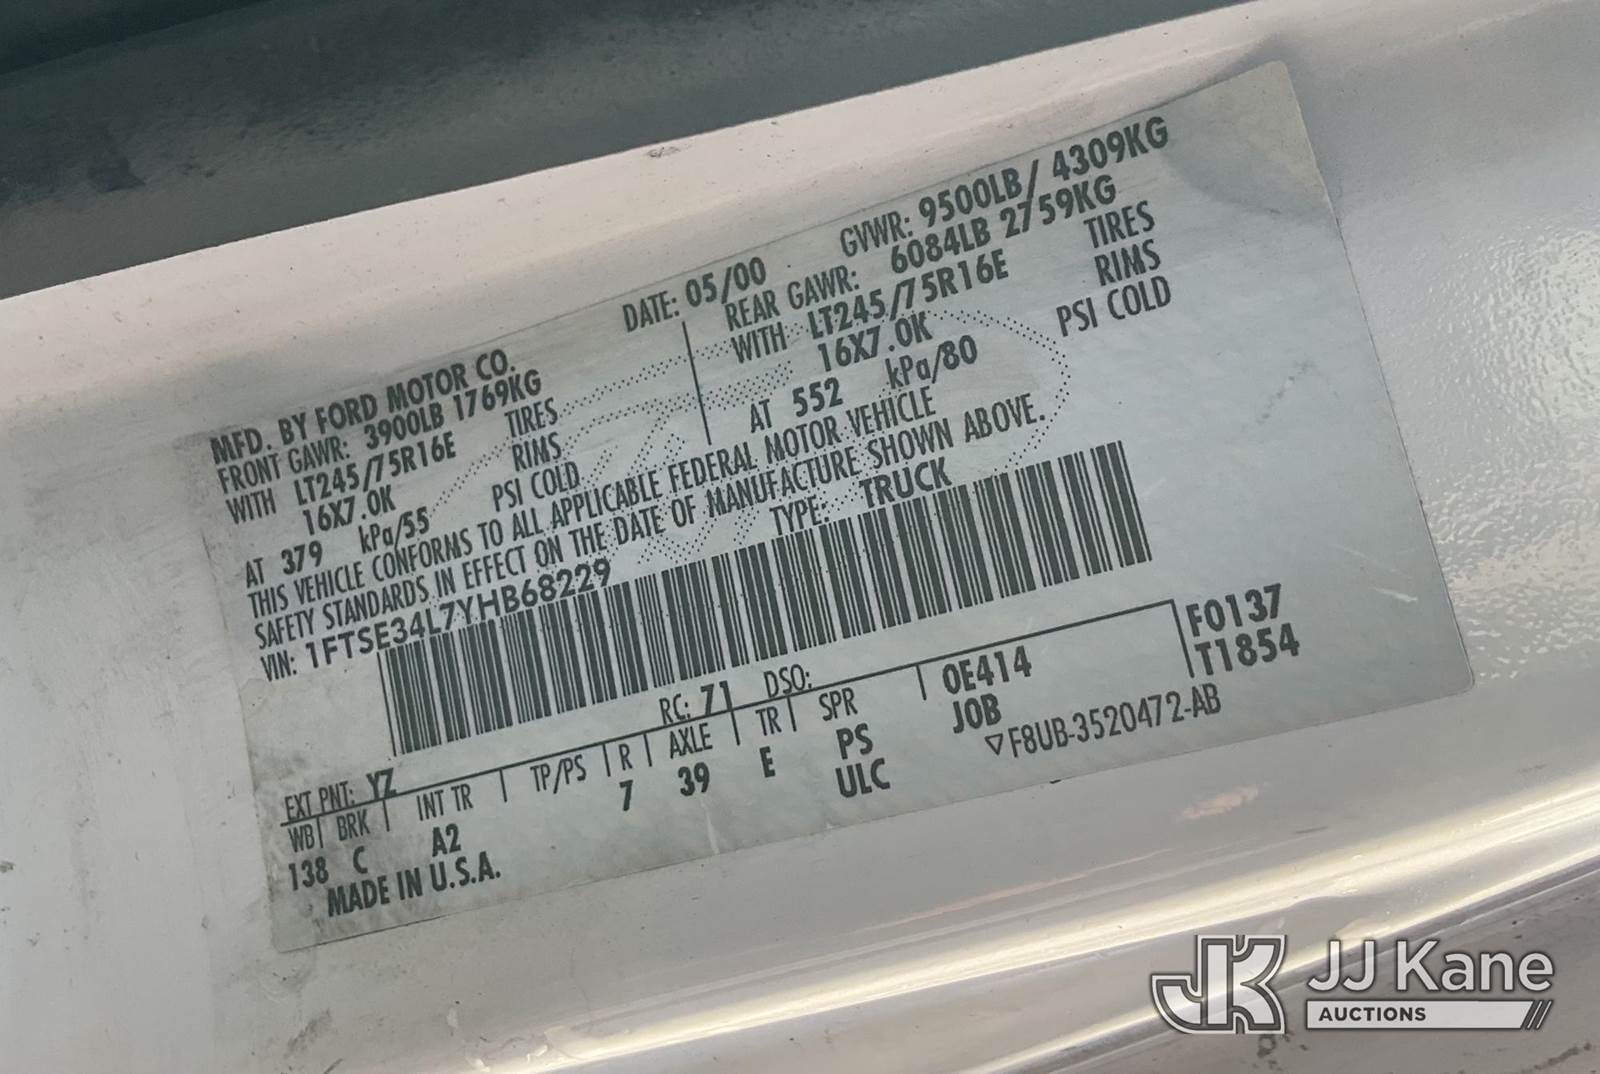 MFD. BY FORD MOTOR CO.
DATE: 05/00 GVWR: 9500LB/ 4309KG
FRONT GAWR: 3900LB 1769KG REAR GAWR: 6084LB 2759KG
WITH LT245/75R16E TIRES WITH LT245/75R16E TIRES
16X7.0K RIMS 16X7.0K RIMS
AT 379 kPa/55 PSI COLD AT 552 kPa/80 PSI COLD
THIS VEHICLE CONFORMS TO ALL APPLICABLE FEDERAL MOTOR VEHICLE
SAFETY STANDARDS IN EFFECT ON THE DATE OF MANUFACTURE SHOWN ABOVE.
VIN: 1FTSE34L7YHB68229 TYPE: TRUCK
F0137
T1854
EXT PNT: YZ RC: 71 DSO:
WB BRK INT TR TP/PS R AXLE TR SPR 0E414
138 C A2 7 39 E PS JOB
ULC
MADE IN U.S.A. F8UB-3520472-AB
JK JJ Kane
AUCTIONS